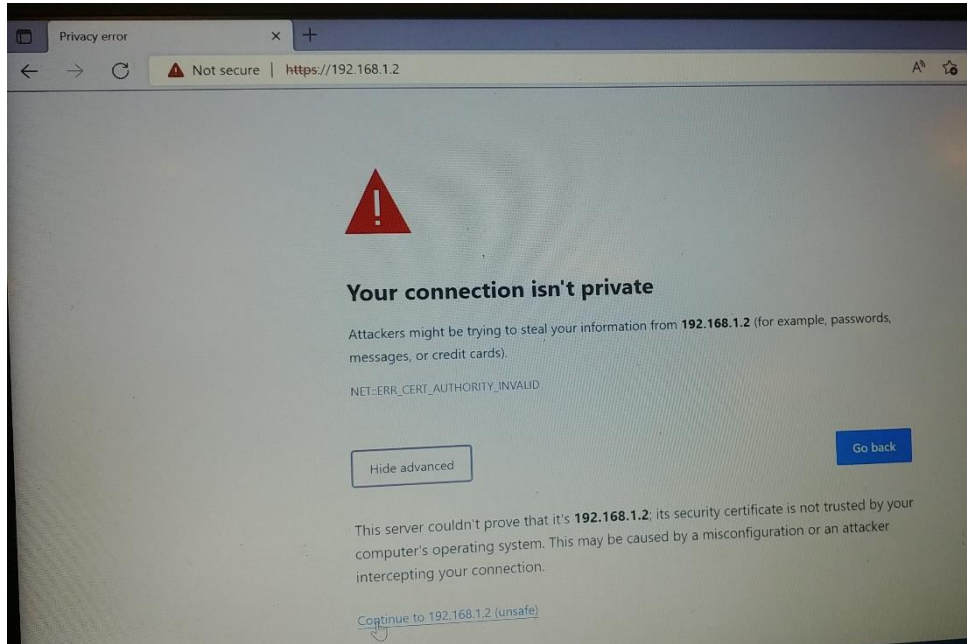 Privacy error
Not secure | https://192.168.1.2
Your connection isn't private
Attackers might be trying to steal your information from 192.168.1.2 (for example, passwords,
messages, or credit cards).
NET::ERR_CERT_AUTHORITY_INVALID
Hide advanced
Go back
This server couldn't prove that it's 192.168.1.2; its security certificate is not trusted by your
computer's operating system. This may be caused by a misconfiguration or an attacker
intercepting your connection.
Continue to 192.168.1.2 (unsafe)